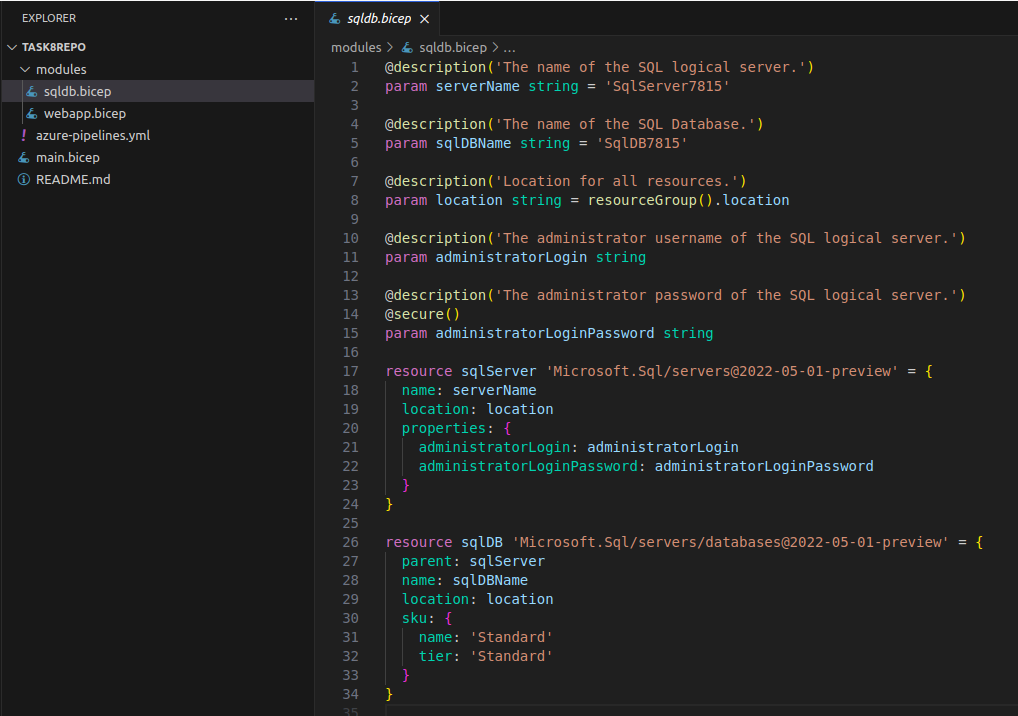 EXPLORER
...
TASK8REPO
modules
sqldb.bicep
webapp.bicep
! azure-pipelines.yml
main.bicep
README.md
sqldb.bicep ×
modules > sqldb.bicep > ...
1 @description('The name of the SQL logical server.')
2 param serverName string = 'SqlServer7815'
3
4 @description('The name of the SQL Database.')
5 param sqlDBName string = 'SqlDB7815'
6
7 @description('Location for all resources.')
8 param location string = resourceGroup().location
9
10 @description('The administrator username of the SQL logical server.')
11 param administratorLogin string
12
13 @description('The administrator password of the SQL logical server.')
14 @secure()
15 param administratorLoginPassword string
16
17 resource sqlServer 'Microsoft.Sql/servers@2022-05-01-preview' = {
18   name: serverName
19   location: location
20   properties: {
21     administratorLogin: administratorLogin
22     administratorLoginPassword: administratorLoginPassword
23   }
24 }
25
26 resource sqlDB 'Microsoft.Sql/servers/databases@2022-05-01-preview' = {
27   parent: sqlServer
28   name: sqlDBName
29   location: location
30   sku: {
31     name: 'Standard'
32     tier: 'Standard'
33   }
34 }
35